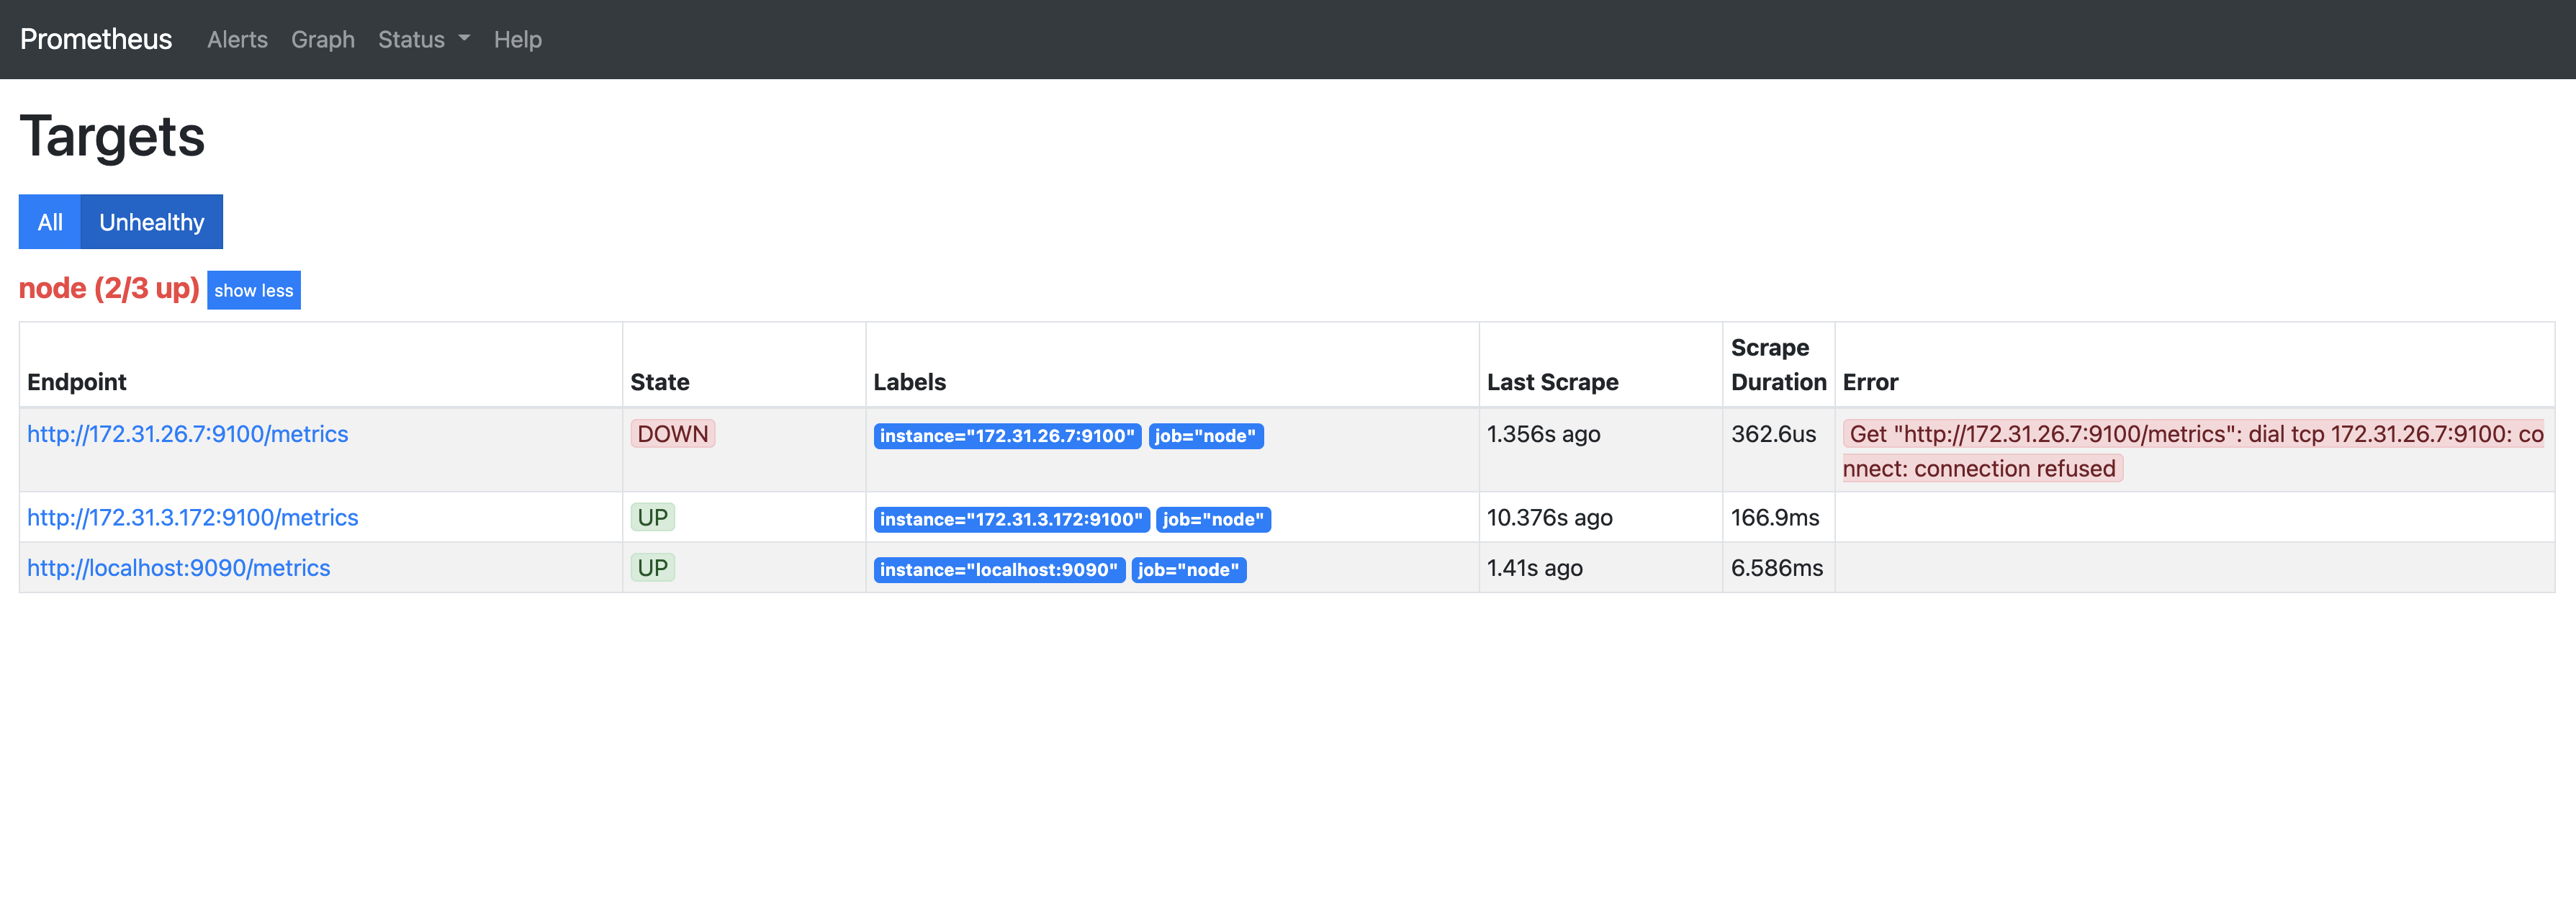 Prometheus Alerts Graph Status Help
Targets
All Unhealthy
node (2/3 up) show less
Endpoint State Labels Last Scrape Scrape Duration Error
http://172.31.26.7:9100/metrics DOWN instance="172.31.26.7:9100" job="node" 1.356s ago 362.6us Get "http://172.31.26.7:9100/metrics": dial tcp 172.31.26.7:9100: co
nnect: connection refused
http://172.31.3.172:9100/metrics UP instance="172.31.3.172:9100" job="node" 10.376s ago 166.9ms
http://localhost:9090/metrics UP instance="localhost:9090" job="node" 1.41s ago 6.586ms